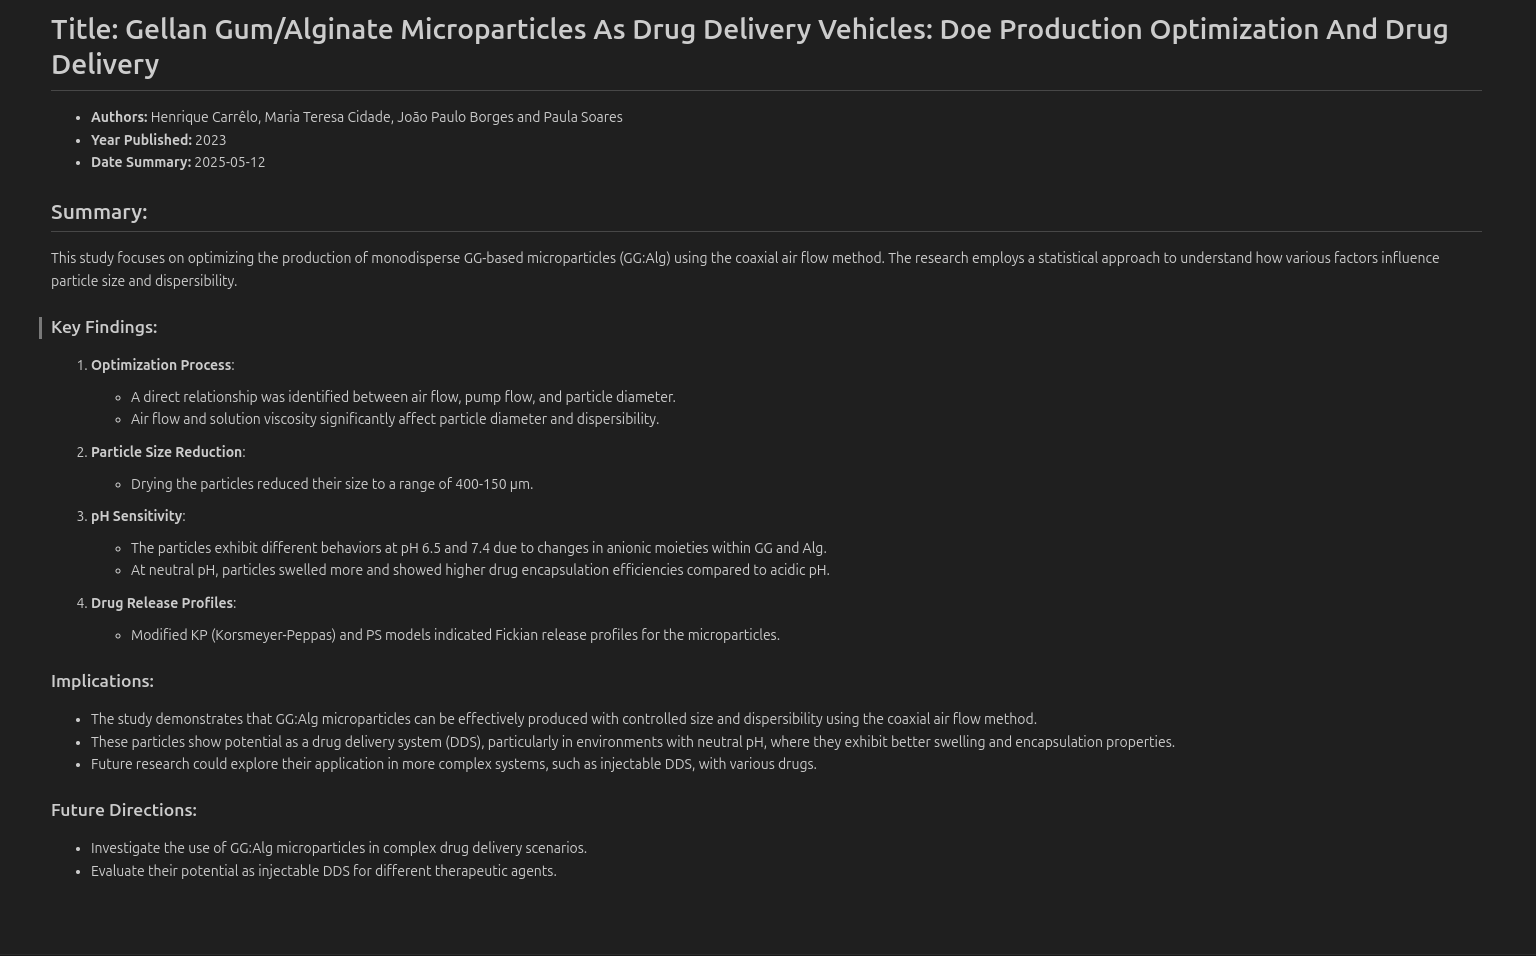 Title: Gellan Gum/Alginate Microparticles As Drug Delivery Vehicles: Doe Production Optimization And Drug
Delivery
• Authors: Henrique Carrêlo, Maria Teresa Cidade, João Paulo Borges and Paula Soares
• Year Published: 2023
• Date Summary: 2025-05-12
Summary:
This study focuses on optimizing the production of monodisperse GG-based microparticles (GG:Alg) using the coaxial air flow method. The research employs a statistical approach to understand how various factors influence
particle size and dispersibility.
Key Findings:
1. Optimization Process:
◦ A direct relationship was identified between air flow, pump flow, and particle diameter.
◦ Air flow and solution viscosity significantly affect particle diameter and dispersibility.
2. Particle Size Reduction:
◦ Drying the particles reduced their size to a range of 400-150 μm.
3. pH Sensitivity:
◦ The particles exhibit different behaviors at pH 6.5 and 7.4 due to changes in anionic moieties within GG and Alg.
◦ At neutral pH, particles swelled more and showed higher drug encapsulation efficiencies compared to acidic pH.
4. Drug Release Profiles:
◦ Modified KP (Korsmeyer-Peppas) and PS models indicated Fickian release profiles for the microparticles.
Implications:
• The study demonstrates that GG:Alg microparticles can be effectively produced with controlled size and dispersibility using the coaxial air flow method.
• These particles show potential as a drug delivery system (DDS), particularly in environments with neutral pH, where they exhibit better swelling and encapsulation properties.
• Future research could explore their application in more complex systems, such as injectable DDS, with various drugs.
Future Directions:
• Investigate the use of GG:Alg microparticles in complex drug delivery scenarios.
• Evaluate their potential as injectable DDS for different therapeutic agents.